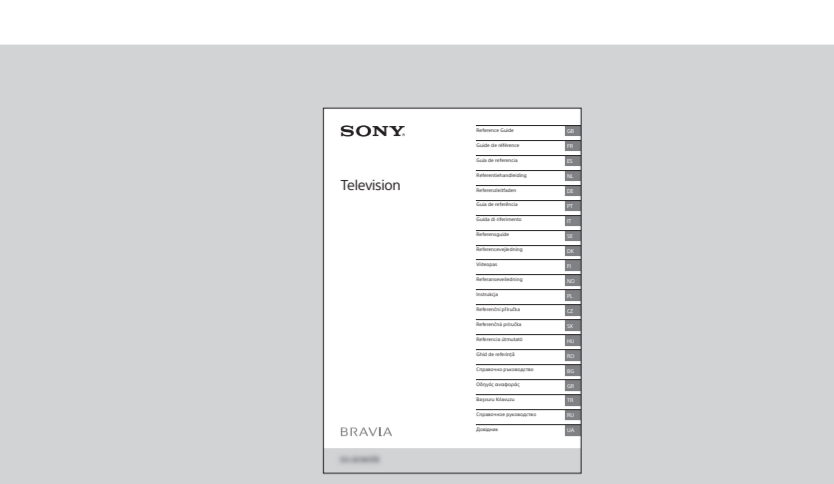 SONY
Television
Reference Guide GB
Guide de référence FR
Guía de referencia ES
Referentiehandleiding NL
Referenzleitfaden DE
Guia de referência PT
Guida di riferimento IT
Referensguide SE
Referencevejledning DK
Viiteopas FI
Referanseveiledning NO
Instrukcja PL
Referenční příručka CZ
Referenčná príručka SK
Referencia útmutató HU
Ghid de referinţă RO
Справочно ръководство BG
Οδηγός αναφοράς GR
Başvuru Kılavuzu TR
Справочное руководство RU
Довідник UA
BRAVIA